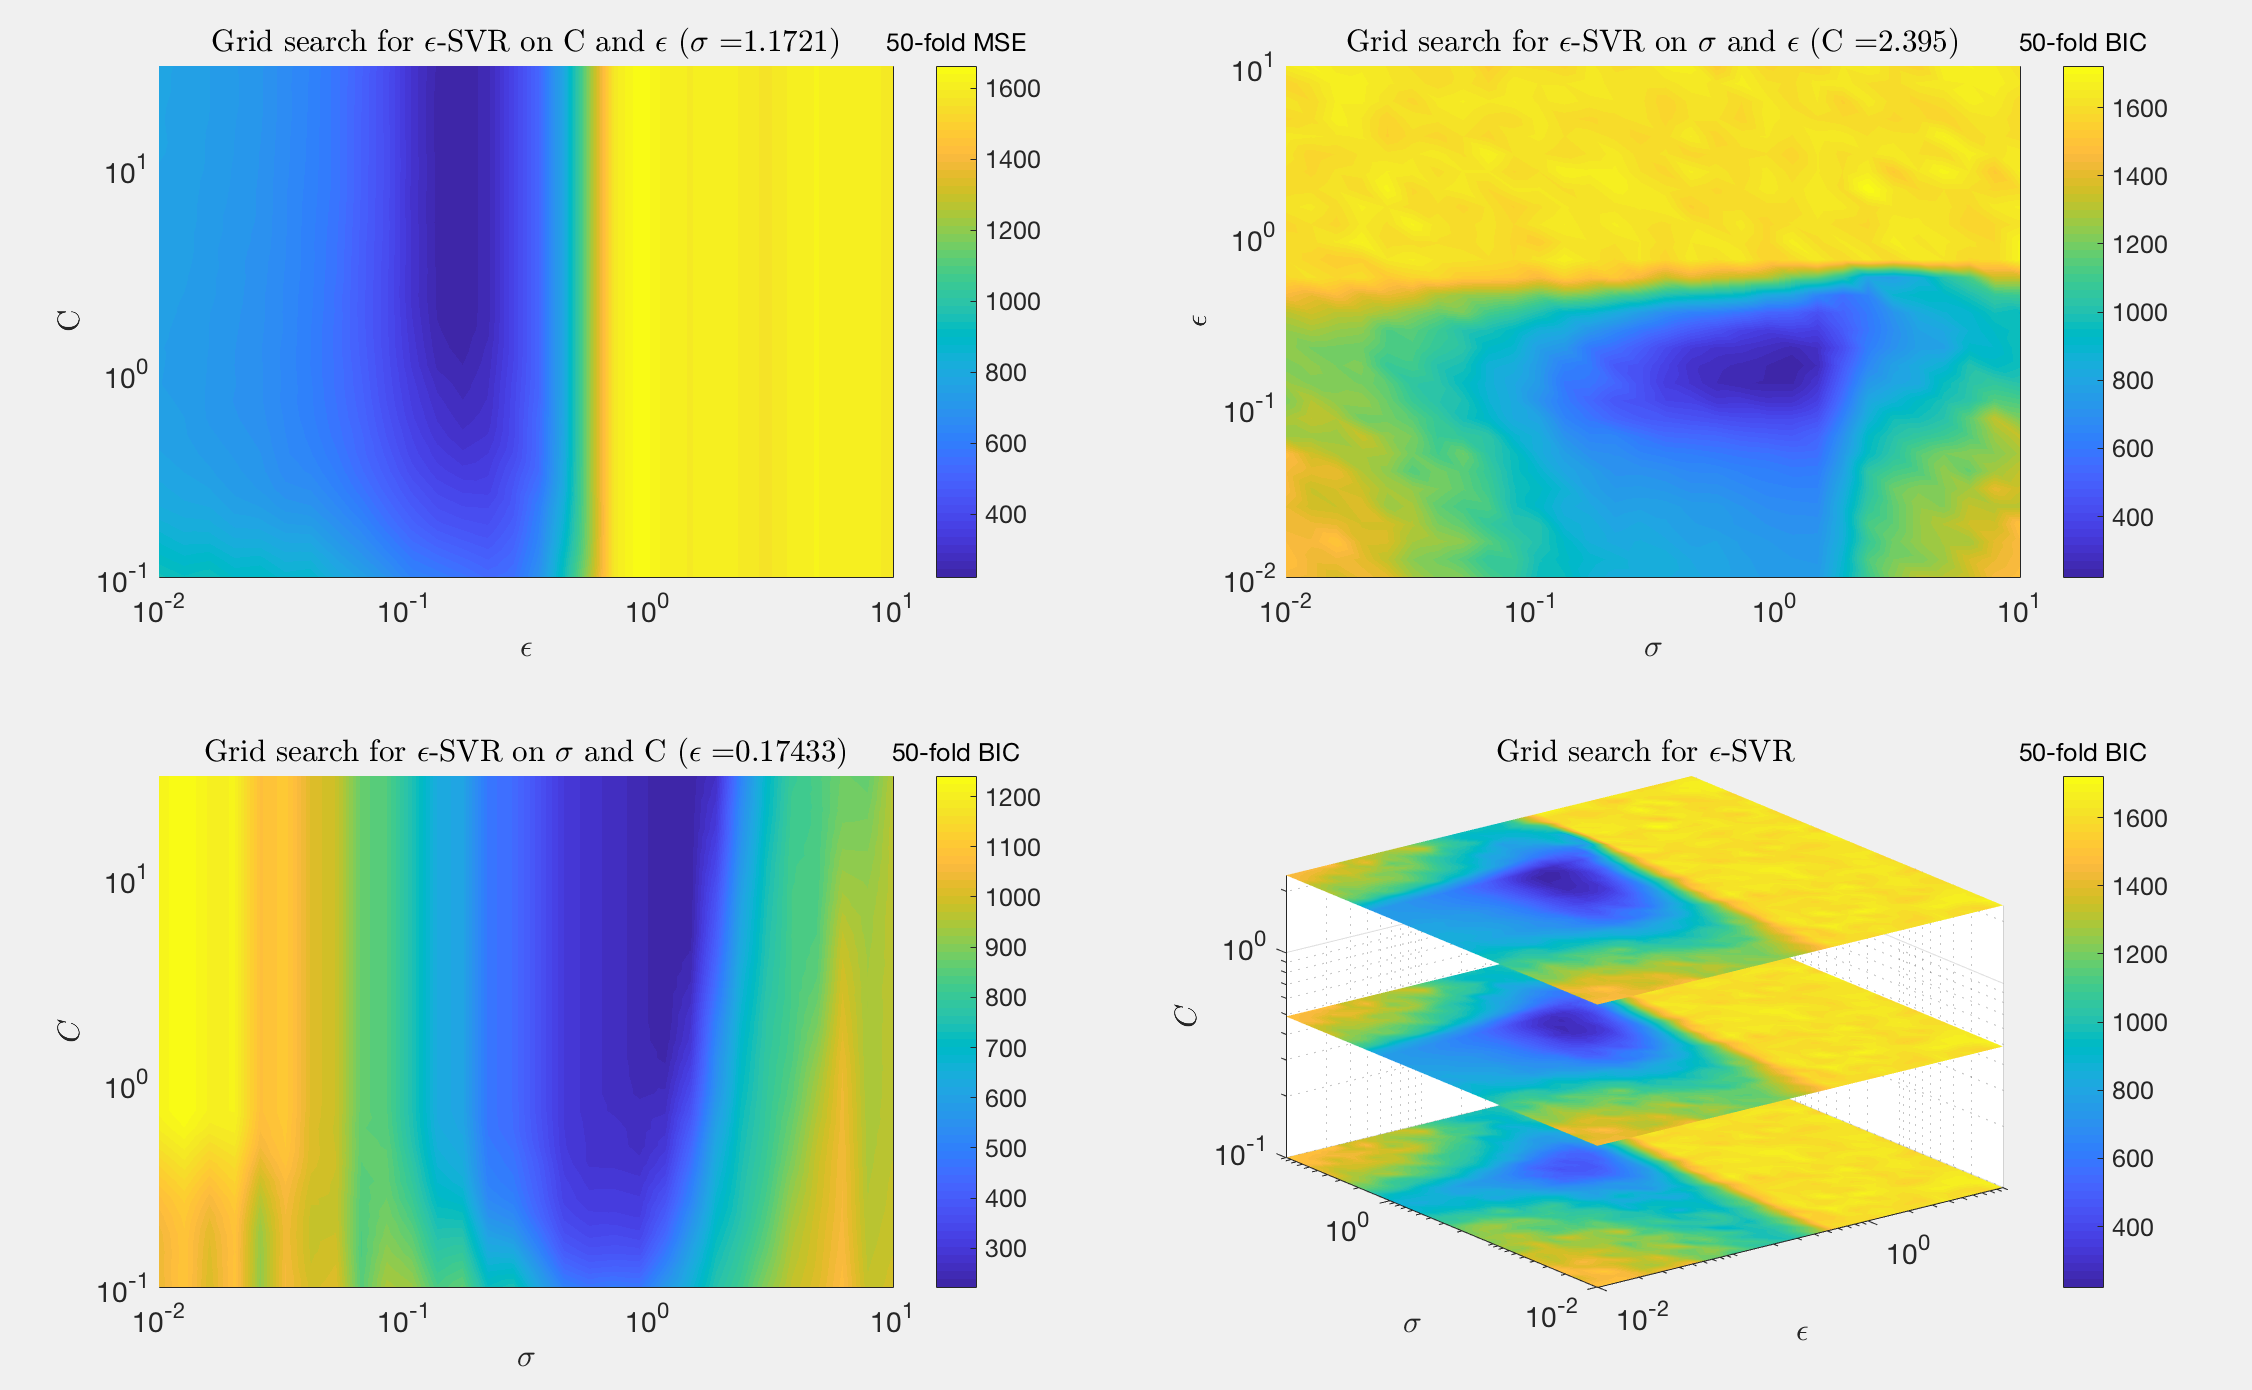 Grid search for ϵ-SVR on C and ϵ (σ =1.1721)
50-fold MSE
1600
1400
1200
1000
800
600
400
10^1
10^0
10^-1
C
10^-2 10^-1 10^0 10^1
ϵ
Grid search for ϵ-SVR on σ and ϵ (C =2.395)
50-fold BIC
1600
1400
1200
1000
800
600
400
10^1
10^0
10^-1
10^-2
ϵ
10^-2 10^-1 10^0 10^1
σ
Grid search for ϵ-SVR on σ and C (ϵ =0.17433)
50-fold BIC
1200
1100
1000
900
800
700
600
500
400
300
10^1
10^0
10^-1
C
10^-2 10^-1 10^0 10^1
σ
Grid search for ϵ-SVR
50-fold BIC
1600
1400
1200
1000
800
600
400
10^0
10^-1
C
10^0
10^-2
σ
10^-2
10^0
ϵ